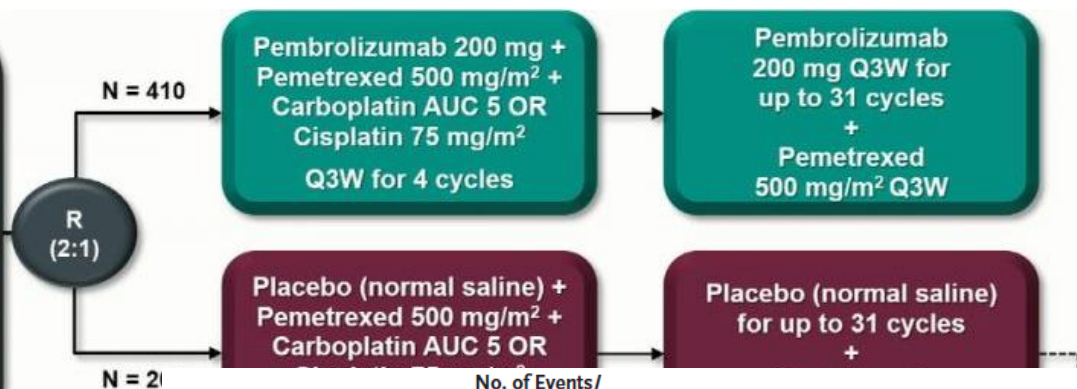 N = 410
Pembrolizumab 200 mg +
Pemetrexed 500 mg/m² +
Carboplatin AUC 5 OR
Cisplatin 75 mg/m²
Q3W for 4 cycles
Pembrolizumab
200 mg Q3W for
up to 31 cycles
+
Pemetrexed
500 mg/m² Q3W
R
(2:1)
Placebo (normal saline) +
Pemetrexed 500 mg/m² +
Carboplatin AUC 5 OR
Placebo (normal saline)
for up to 31 cycles
+
N = 20
No. of Events/